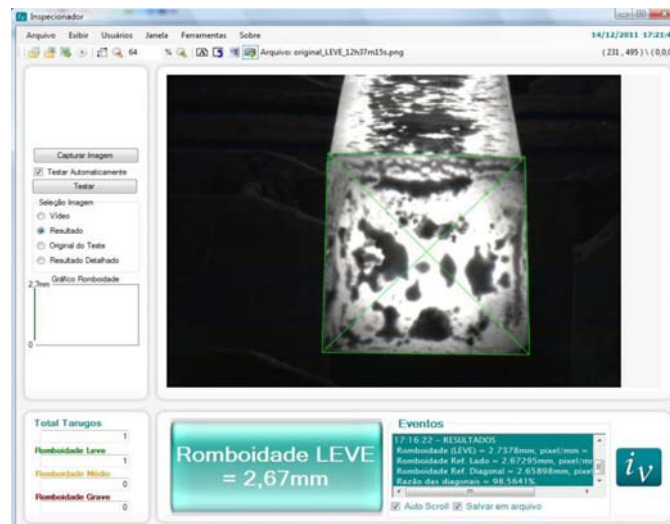 Inspecionador
Arquivo Exibir Usuários Janela Ferramentas Sobre
14/12/2011 17:21:4
64 % Arquivo: original_LEVE_12h37m15s.png
( 231 , 495 ) \ ( 0,0,0
Capturar Imagem
Testar Automaticamente
Testar
Seleção Imagem
Vídeo
Resultado
Original do Teste
Resultado Detalhado
Gráfico Romboidade
2,7mm
0
Total Tarugos
1
Romboidade Leve
1
Romboidade Médio
0
Romboidade Grave
0
Romboidade LEVE
= 2,67mm
Eventos
17:16:22 - RESULTADOS
Romboidade (LEVE) = 2.7378mm, pixel/mm =
Romboidade Ref. Lado = 2.67295mm, pixel/mm
Romboidade Ref. Diagonal = 2.65898mm, pixel
Razão das diagonais = 98.5641%
Auto Scroll Salvar em arquivo
iv